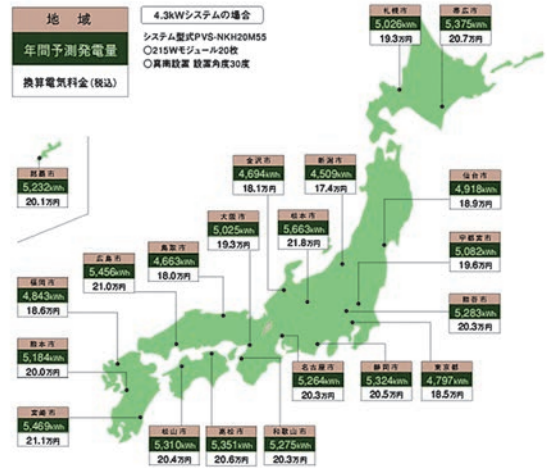 地域
年間予測発電量
換算電気料金(税込)
4.3kWシステムの場合
システム型式PVS-NKH20M55
○215Wモジュール20枚
○真南設置 設置角度30度
札幌市
5,026kWh
19.3万円
帯広市
5,375kWh
20.7万円
那覇市
5,232kWh
20.1万円
金沢市
4,694kWh
18.1万円
新潟市
4,509kWh
17.4万円
仙台市
4,918kWh
18.9万円
大阪市
5,025kWh
19.3万円
松本市
5,663kWh
21.8万円
宇都宮市
5,082kWh
19.6万円
鳥取市
4,663kWh
18.0万円
広島市
5,456kWh
21.0万円
福岡市
4,843kWh
18.6万円
熊谷市
5,283kWh
20.3万円
熊本市
5,184kWh
20.0万円
名古屋市
5,264kWh
20.3万円
静岡市
5,324kWh
20.5万円
東京都
4,797kWh
18.5万円
宮崎市
5,469kWh
21.1万円
松山市
5,310kWh
20.4万円
高松市
5,351kWh
20.6万円
和歌山市
5,275kWh
20.3万円